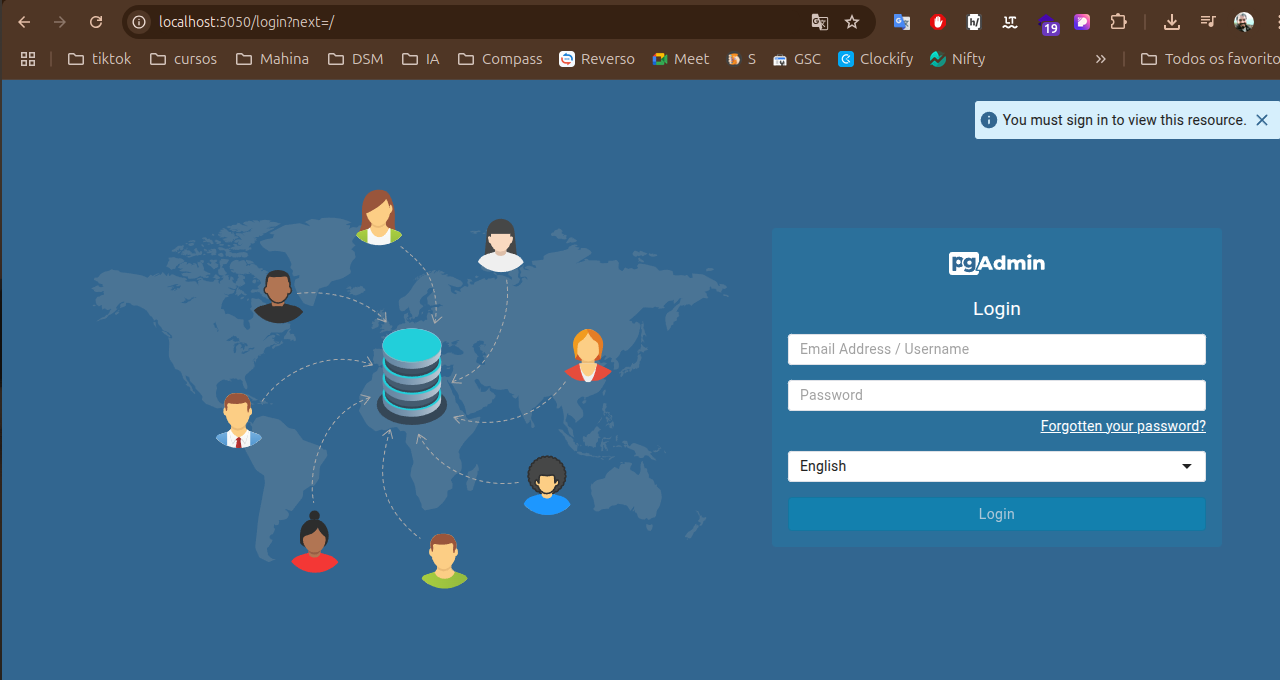 localhost:5050/login?next=/
19
tiktok cursos Mahina DSM IA Compass Reverso Meet S GSC Clockify Nifty » Todos os favorito
You must sign in to view this resource.
pgAdmin
Login
Email Address / Username
Password
Forgotten your password?
English
Login